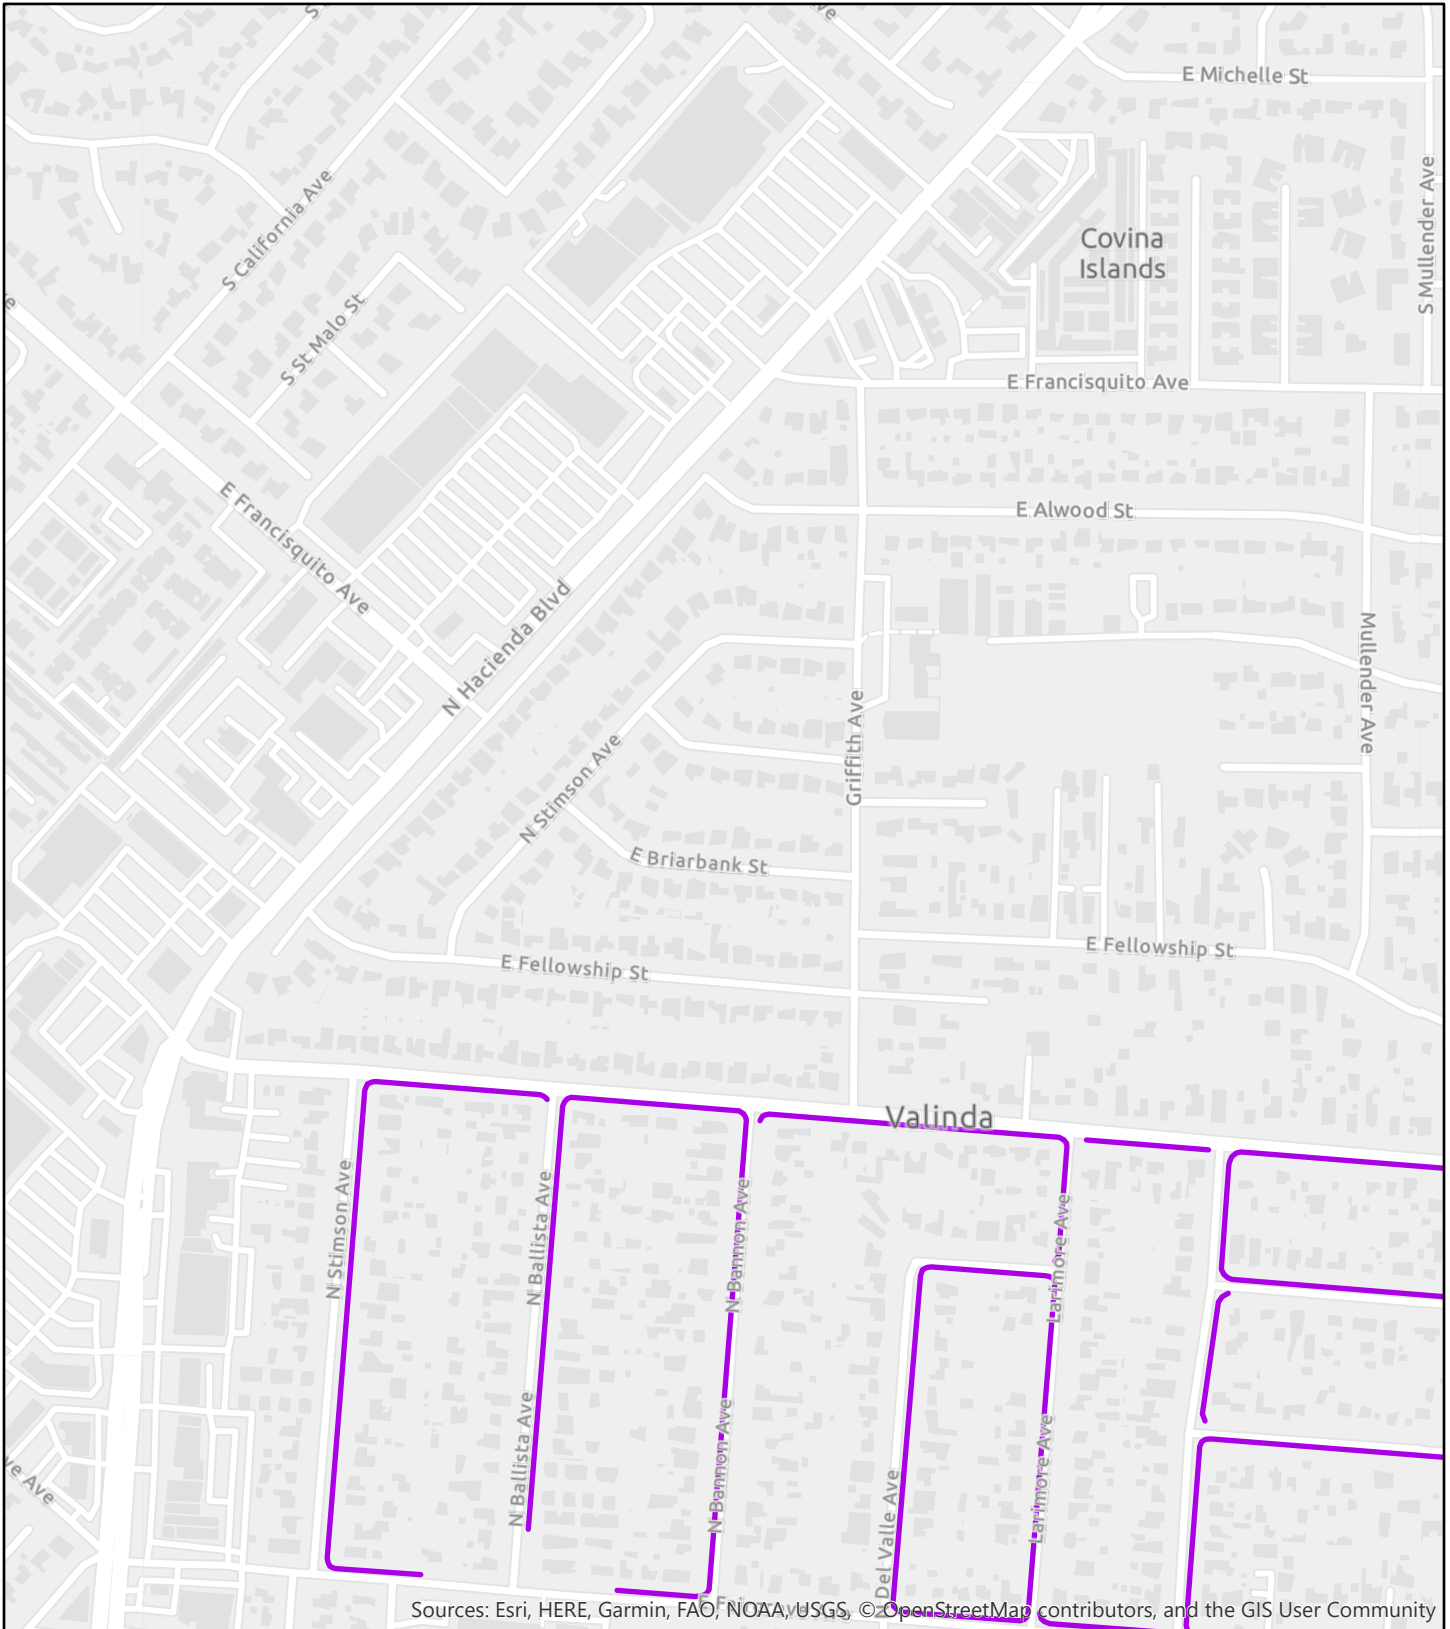 E Michelle St
S Mullender Ave
S California Ave
Covina
Islands
S St Malo St
E Francisquito Ave
E Francisquito Ave
E Alwood St
N Hacienda Blvd
Mullender Ave
Griffith Ave
N Stimson Ave
E Briarbank St
E Fellowship St
E Fellowship St
Valinda
N Stimson Ave
N Ballista Ave
N Bannon Ave
Larimore Ave
N Ballista Ave
N Bannon Ave
Larimore Ave
N Del Valle Ave
ve Ave
Sources: Esri, HERE, Garmin, FAO, NOAA, USGS, © OpenStreetMap contributors, and the GIS User Community